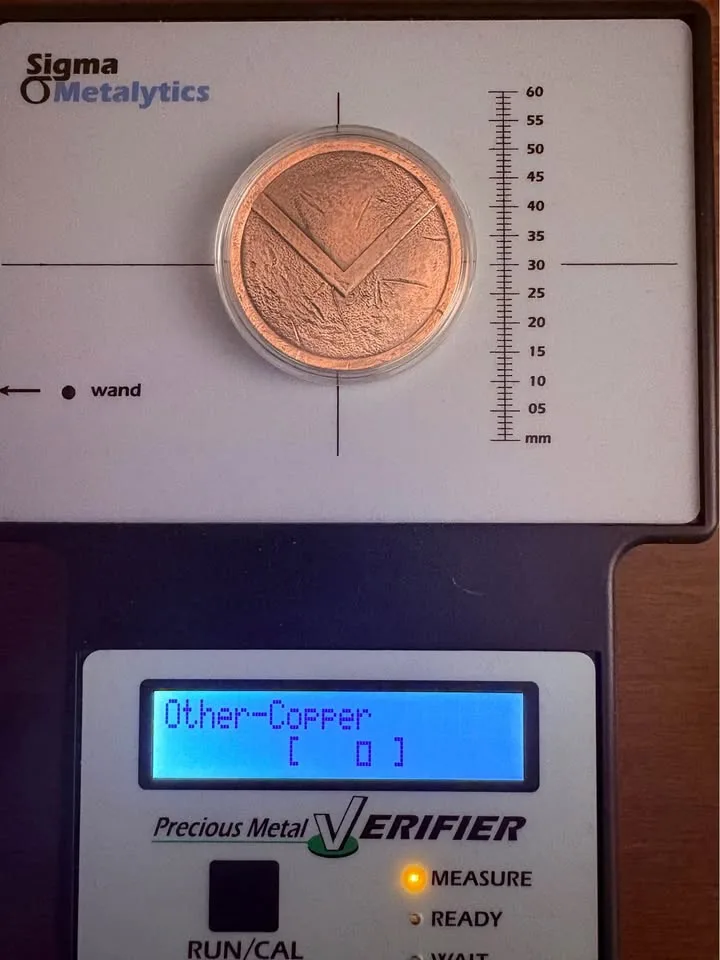 Sigma
Metalytics
60
55
50
45
40
35
30
25
20
15
10
05
mm
wand
Other-Copper
[ 0 ]
Precious Metal VERIFIER
MEASURE
READY
WAIT
RUN/CAL